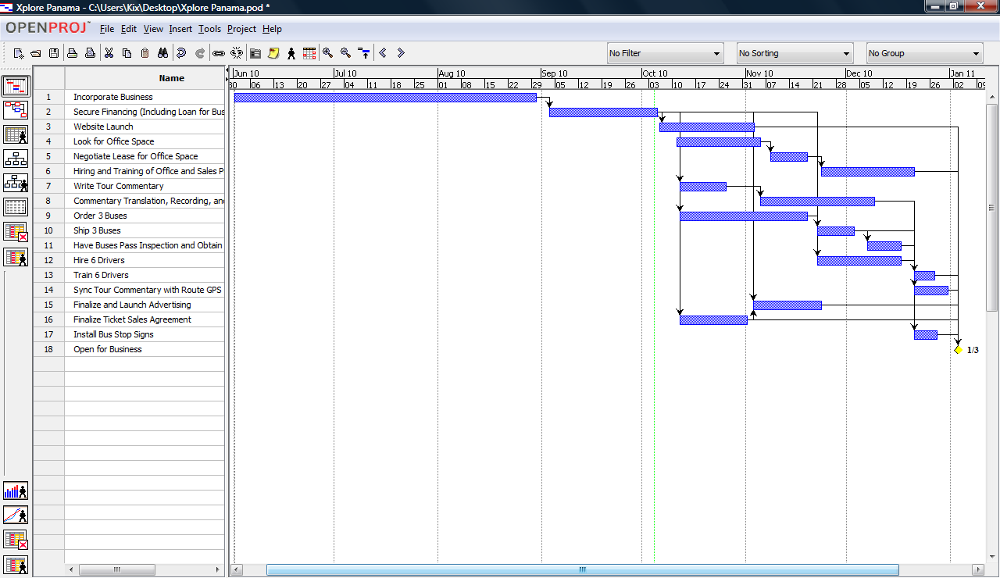 Xplore Panama - C:\Users\Kix\Desktop\Xplore Panama.pod *
OPENPROJ™ File Edit View Insert Tools Project Help
No Filter No Sorting No Group
Name
Jun 10 Jul 10 Aug 10 Sep 10 Oct 10 Nov 10 Dec 10 Jan 11
30 06 13 20 27 04 11 18 25 01 08 15 22 29 05 12 19 26 03 10 17 24 31 07 14 21 28 05 12 19 26 02 09
1 Incorporate Business
2 Secure Financing (Including Loan for Bus
3 Website Launch
4 Look for Office Space
5 Negotiate Lease for Office Space
6 Hiring and Training of Office and Sales P
7 Write Tour Commentary
8 Commentary Translation, Recording, and
9 Order 3 Buses
10 Ship 3 Buses
11 Have Buses Pass Inspection and Obtain
12 Hire 6 Drivers
13 Train 6 Drivers
14 Sync Tour Commentary with Route GPS
15 Finalize and Launch Advertising
16 Finalize Ticket Sales Agreement
17 Install Bus Stop Signs
18 Open for Business
1/3